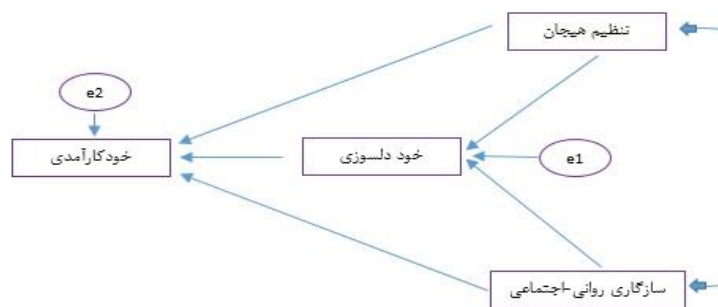 تنظیم هیجان
e2
خودکارآمدی
خود دلسوزی
e1
سازگاری روانی-اجتماعی